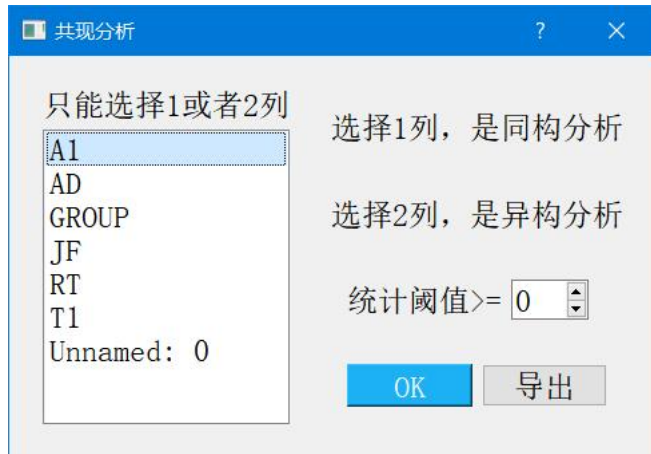 共现分析
?
只能选择1或者2列
A1
AD
GROUP
JF
RT
T1
Unnamed: 0
选择1列，是同构分析
选择2列，是异构分析
统计阈值>= 0
OK 导出